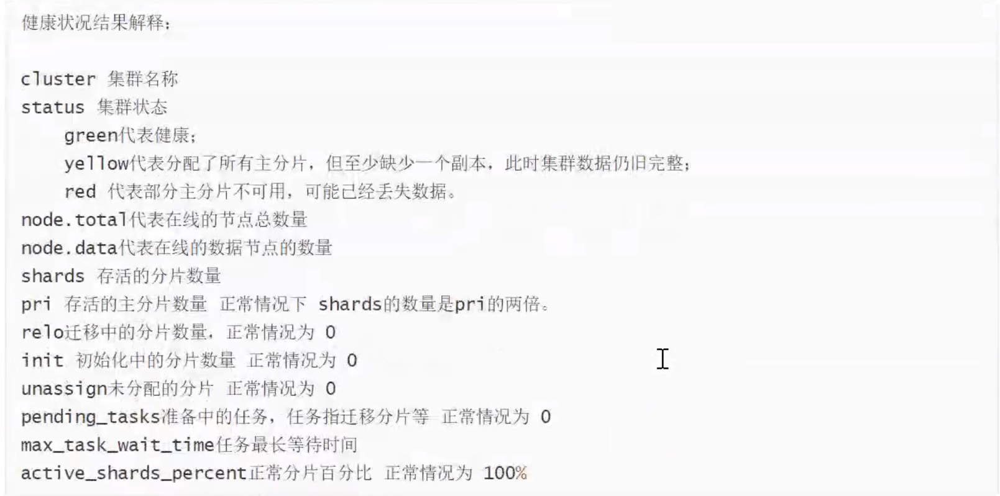 健康状况结果解释：
cluster 集群名称
status 集群状态
green代表健康；
yellow代表分配了所有主分片，但至少缺少一个副本，此时集群数据仍旧完整；
red 代表部分主分片不可用，可能已经丢失数据。
node.total代表在线的节点总数量
node.data代表在线的数据节点的数量
shards 存活的分片数量
pri 存活的主分片数量 正常情况下 shards的数量是pri的两倍。
relo迁移中的分片数量，正常情况为 0
init 初始化中的分片数量 正常情况为 0
unassign未分配的分片 正常情况为 0
pending_tasks准备中的任务，任务指迁移分片等 正常情况为 0
max_task_wait_time任务最长等待时间
active_shards_percent正常分片百分比 正常情况为 100%